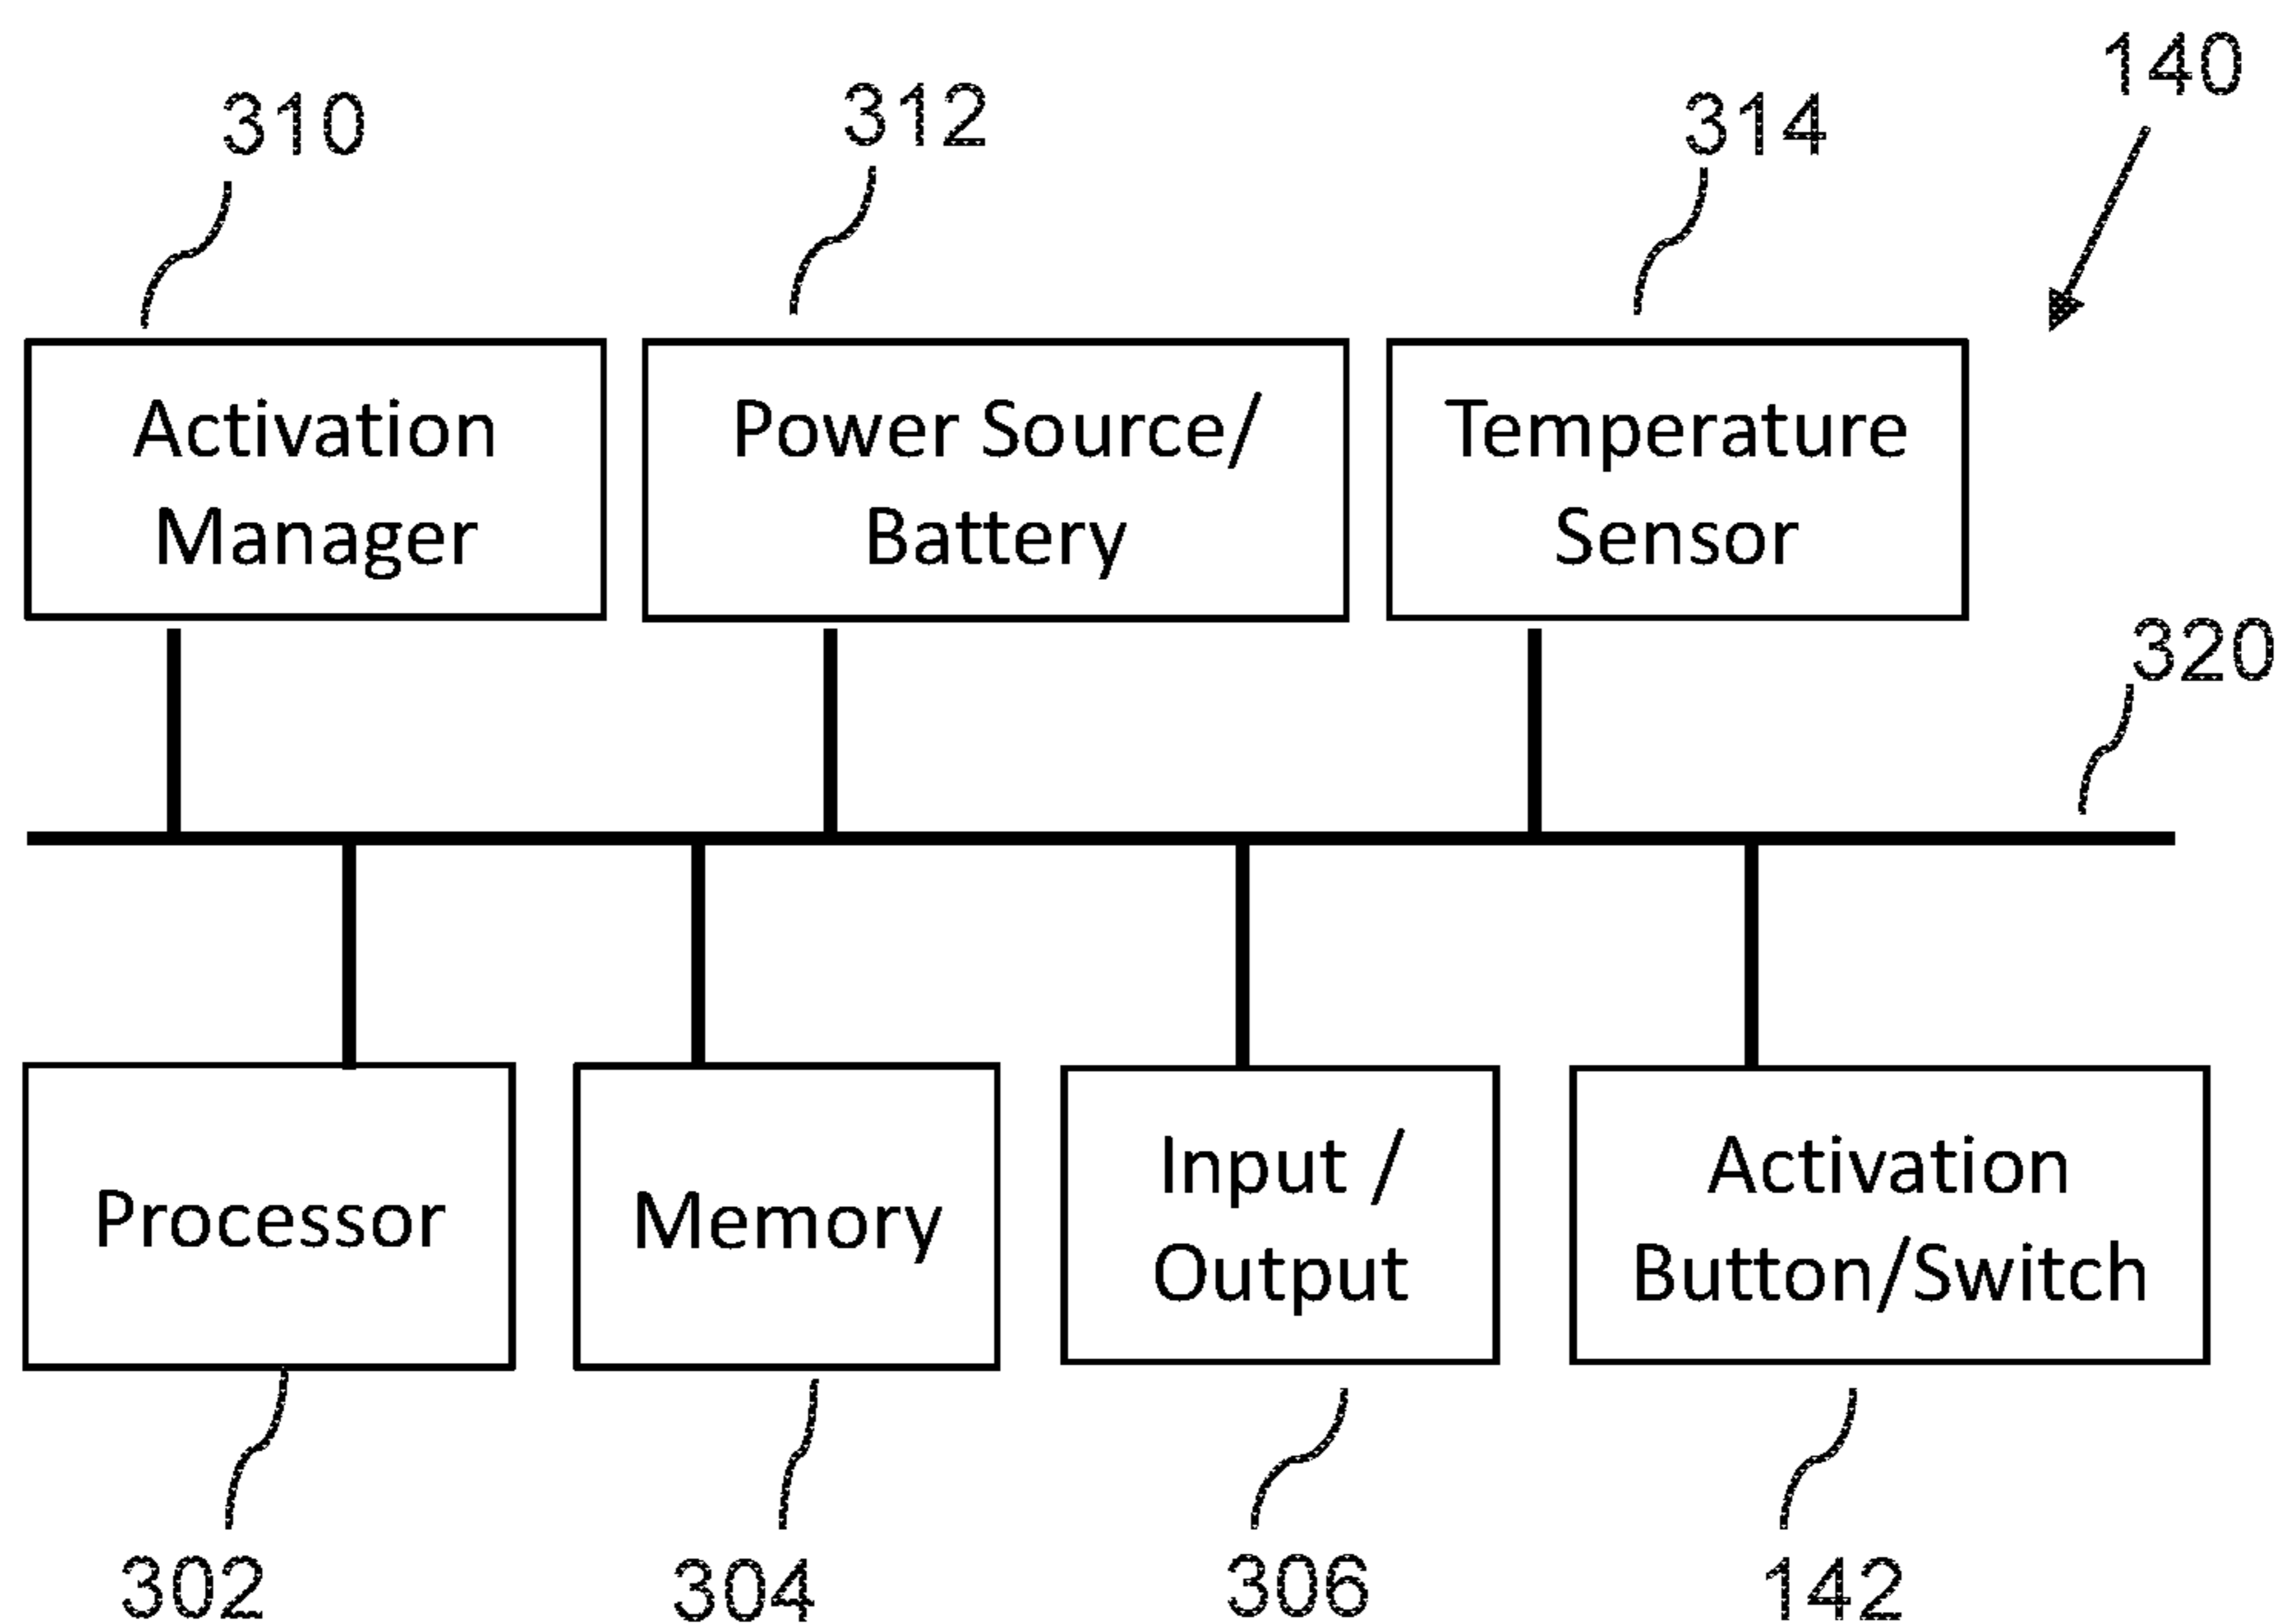 140
310
312
314
Activation
Manager
Power Source/
Battery
Temperature
Sensor
320
Processor
Memory
Input /
Output
Activation
Button/Switch
302
304
306
142